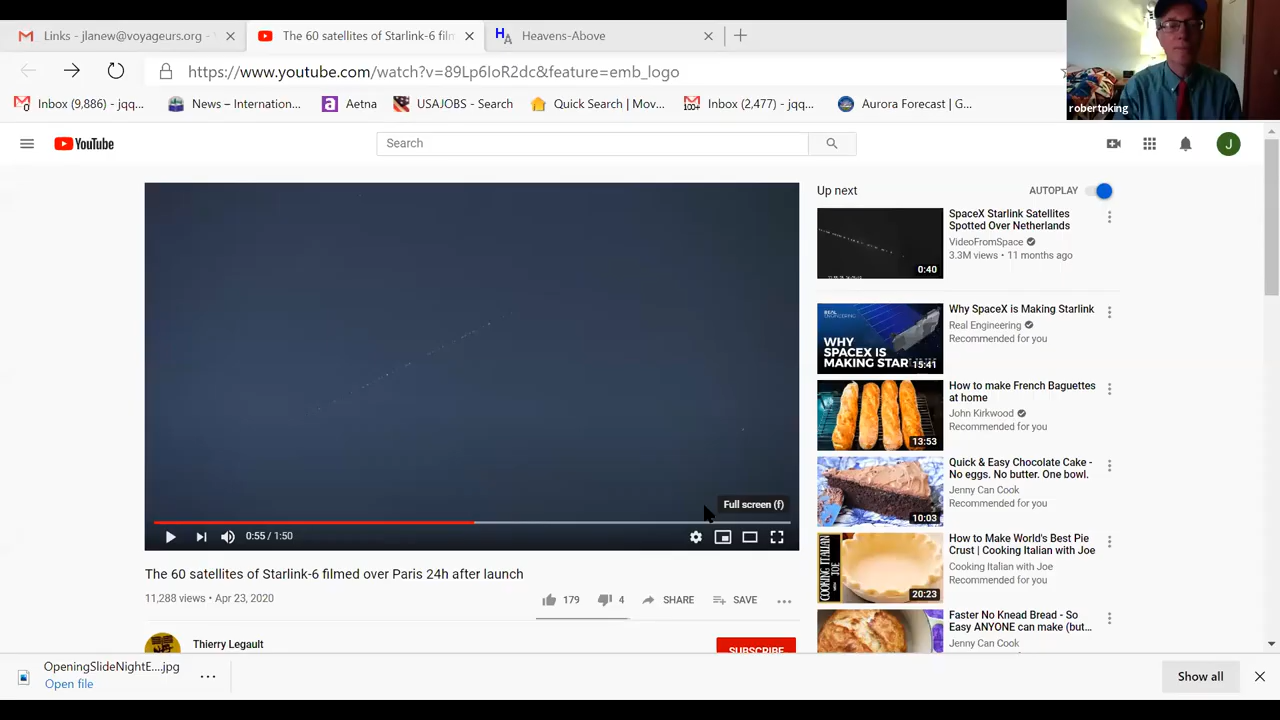 Links - jlanew@voyageurs.org -
The 60 satellites of Starlink-6 film
Heavens-Above
https://www.youtube.com/watch?v=89Lp6loR2dc&feature=emb_logo
robertpking
Inbox (9,886) - jqq...
News – Internation...
Aetna
USAJOBS - Search
Quick Search | Mov...
100+
Inbox (2,477) - jqq...
Aurora Forecast | G...
YouTube
Search
J
Up next
AUTOPLAY
SpaceX Starlink Satellites
Spotted Over Netherlands
VideoFromSpace
3.3M views • 11 months ago
0:40
Why SpaceX is Making Starlink
Real Engineering
Recommended for you
WHY
SPACEX IS
MAKING STAR
15:41
How to make French Baguettes
at home
John Kirkwood
Recommended for you
13:53
Quick & Easy Chocolate Cake -
No eggs. No butter. One bowl.
Jenny Can Cook
Recommended for you
10:03
How to Make World's Best Pie
Crust | Cooking Italian with Joe
Cooking Italian with Joe
Recommended for you
COOKING ITALIAN
with JOE
20:23
Faster No Knead Bread - So
Easy ANYONE can make (but...
Jenny Can Cook
Full screen (f)
0:55 / 1:50
The 60 satellites of Starlink-6 filmed over Paris 24h after launch
11,288 views • Apr 23, 2020
179
4
SHARE
SAVE
Thierry Legault
SUBSCRIBE
OpeningSlideNightE....jpg
Open file
Show all